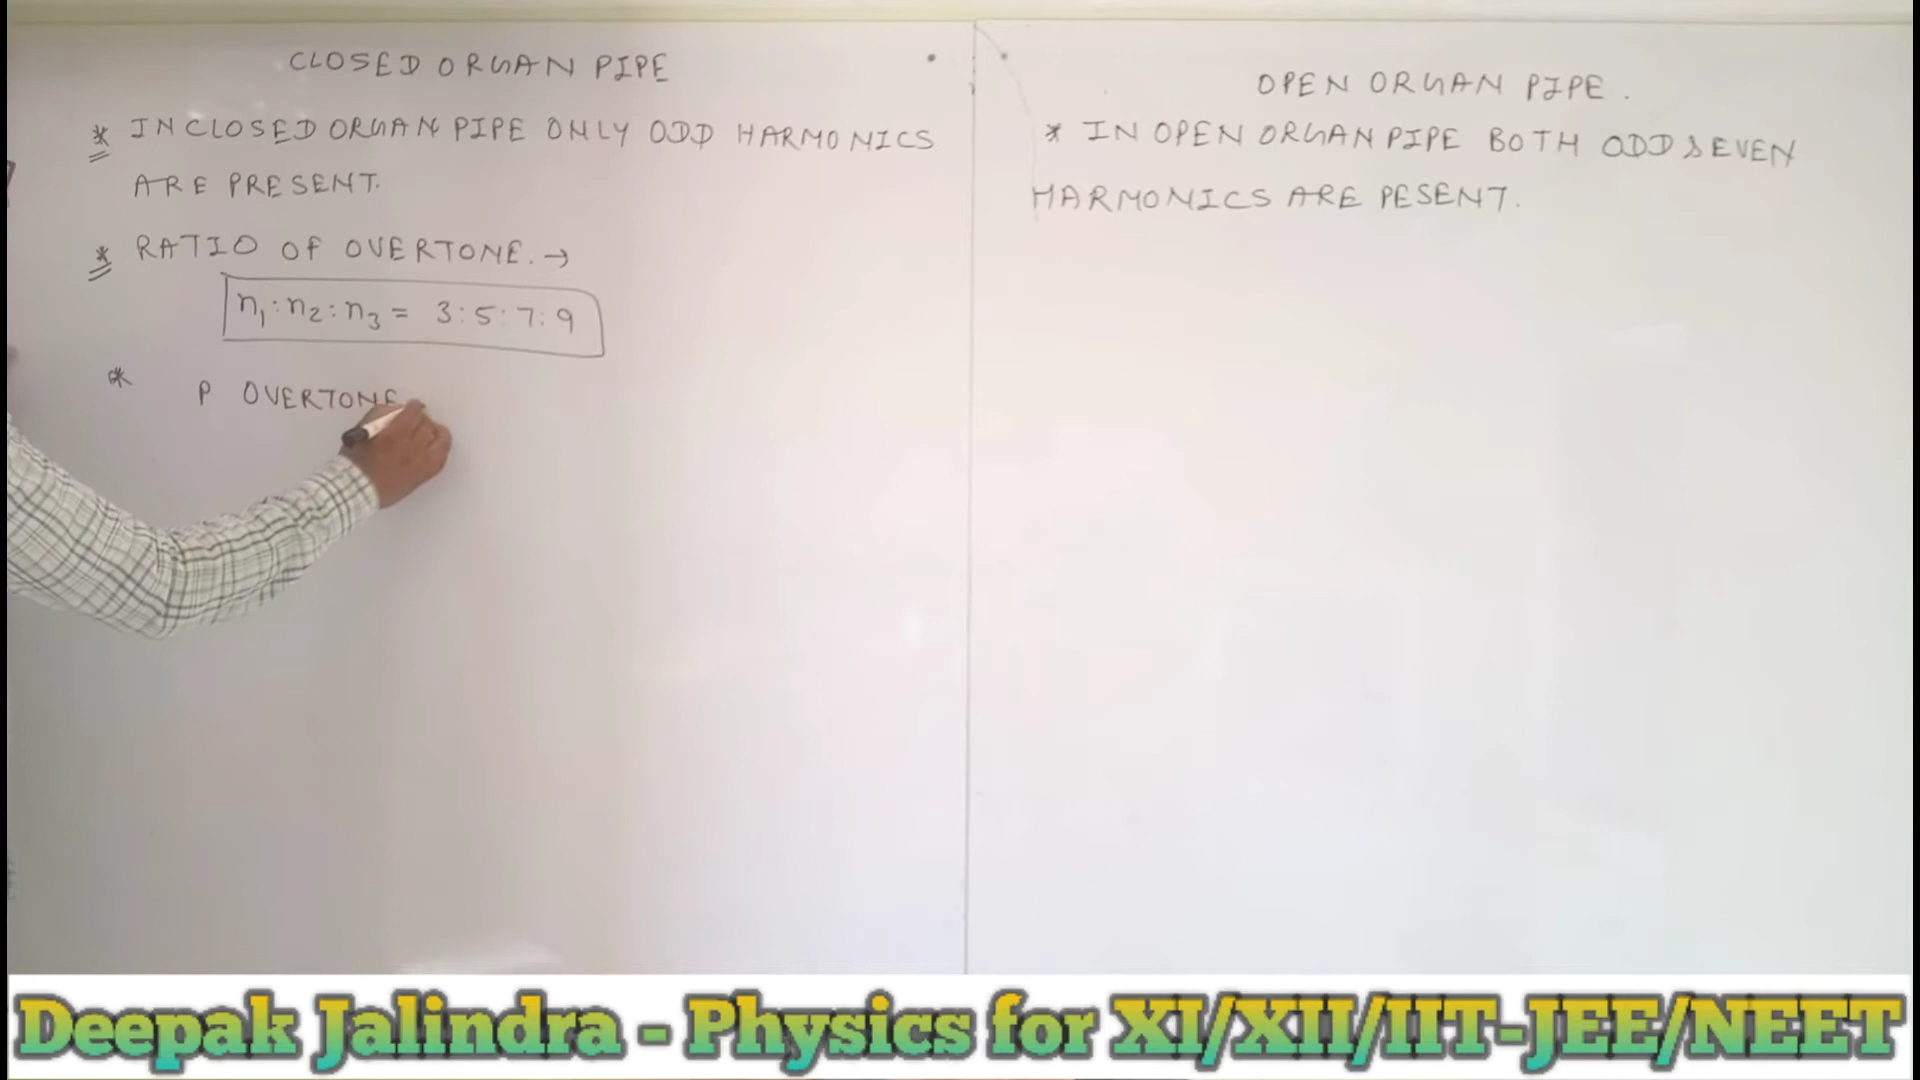 CLOSED ORGAN PIPE
* IN CLOSED ORGAN PIPE ONLY ODD HARMONICS
ARE PRESENT.
* RATIO OF OVERTONE. →
n₁:n₂:n₃ = 3:5:7:9
* P OVERTONE
OPEN ORGAN PIPE.
* IN OPEN ORGAN PIPE BOTH ODD & EVEN
HARMONICS ARE PESENT.
Deepak Jalindra - Physics for XI/XII/IIT-JEE/NEET